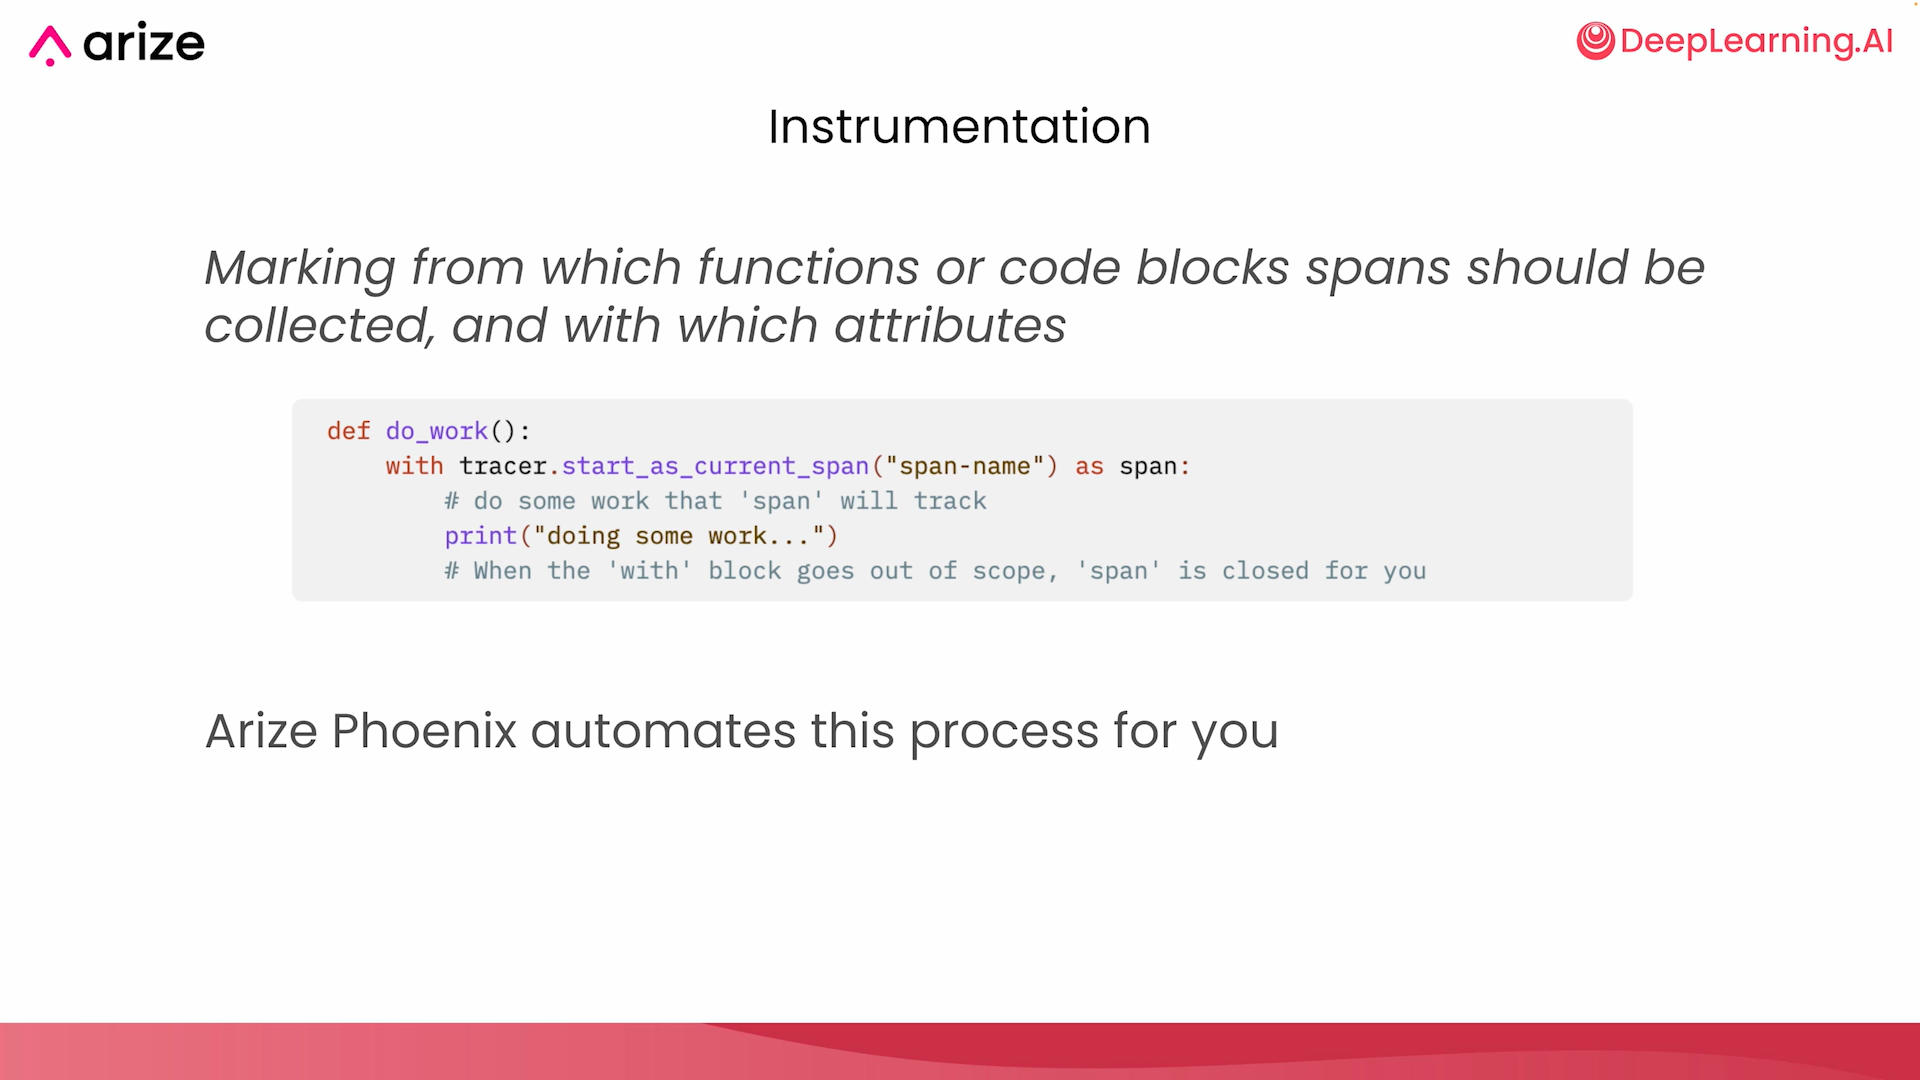 arize
DeepLearning.AI
Instrumentation
Marking from which functions or code blocks spans should be
collected, and with which attributes
def do_work():
    with tracer.start_as_current_span("span-name") as span:
        # do some work that 'span' will track
        print("doing some work...")
        # When the 'with' block goes out of scope, 'span' is closed for you
Arize Phoenix automates this process for you